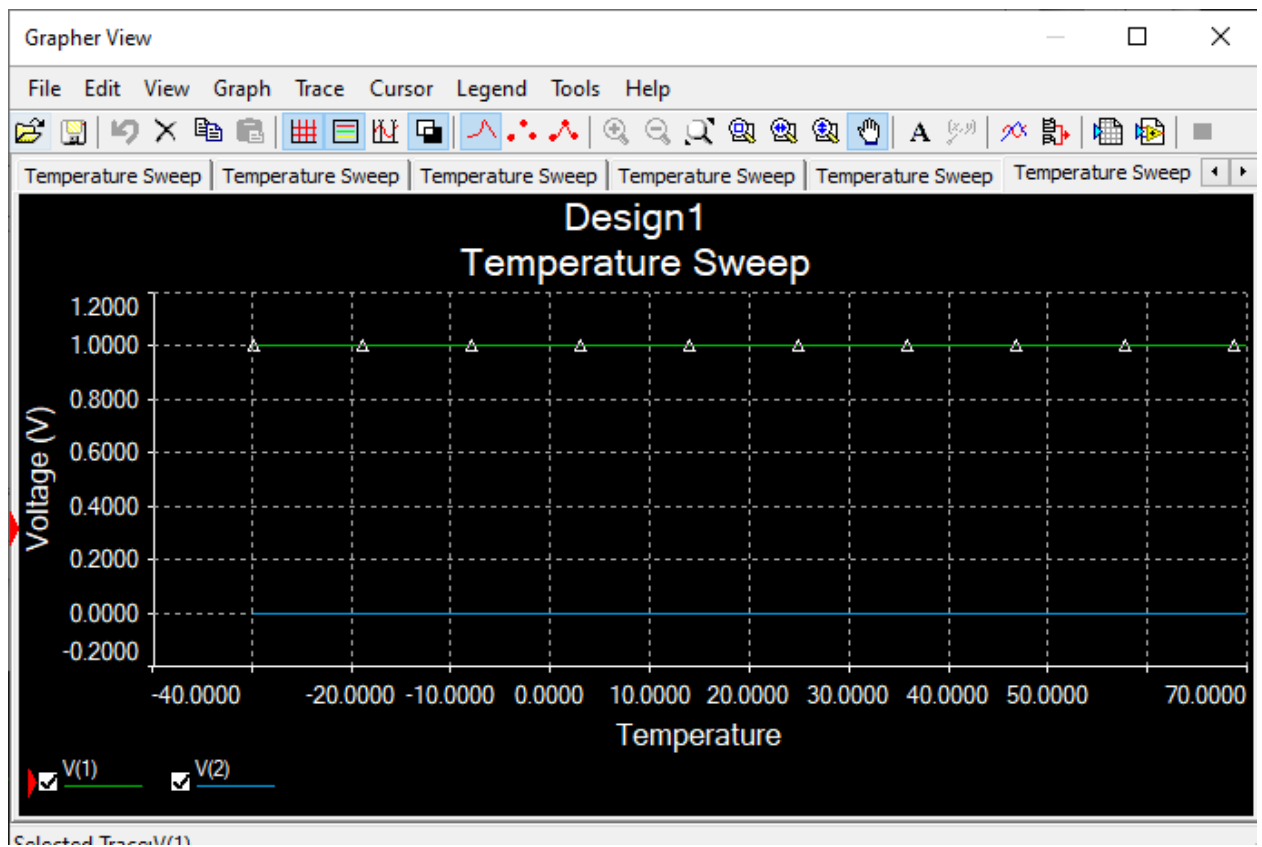 Grapher View
File Edit View Graph Trace Cursor Legend Tools Help
A (x,y)
Temperature Sweep Temperature Sweep Temperature Sweep Temperature Sweep Temperature Sweep Temperature Sweep
Design1
Temperature Sweep
1.2000
1.0000
0.8000
0.6000
0.4000
0.2000
0.0000
-0.2000
Voltage (V)
-40.0000 -20.0000 -10.0000 0.0000 10.0000 20.0000 30.0000 40.0000 50.0000 70.0000
Temperature
V(1) V(2)
Selected Trace:V(1)